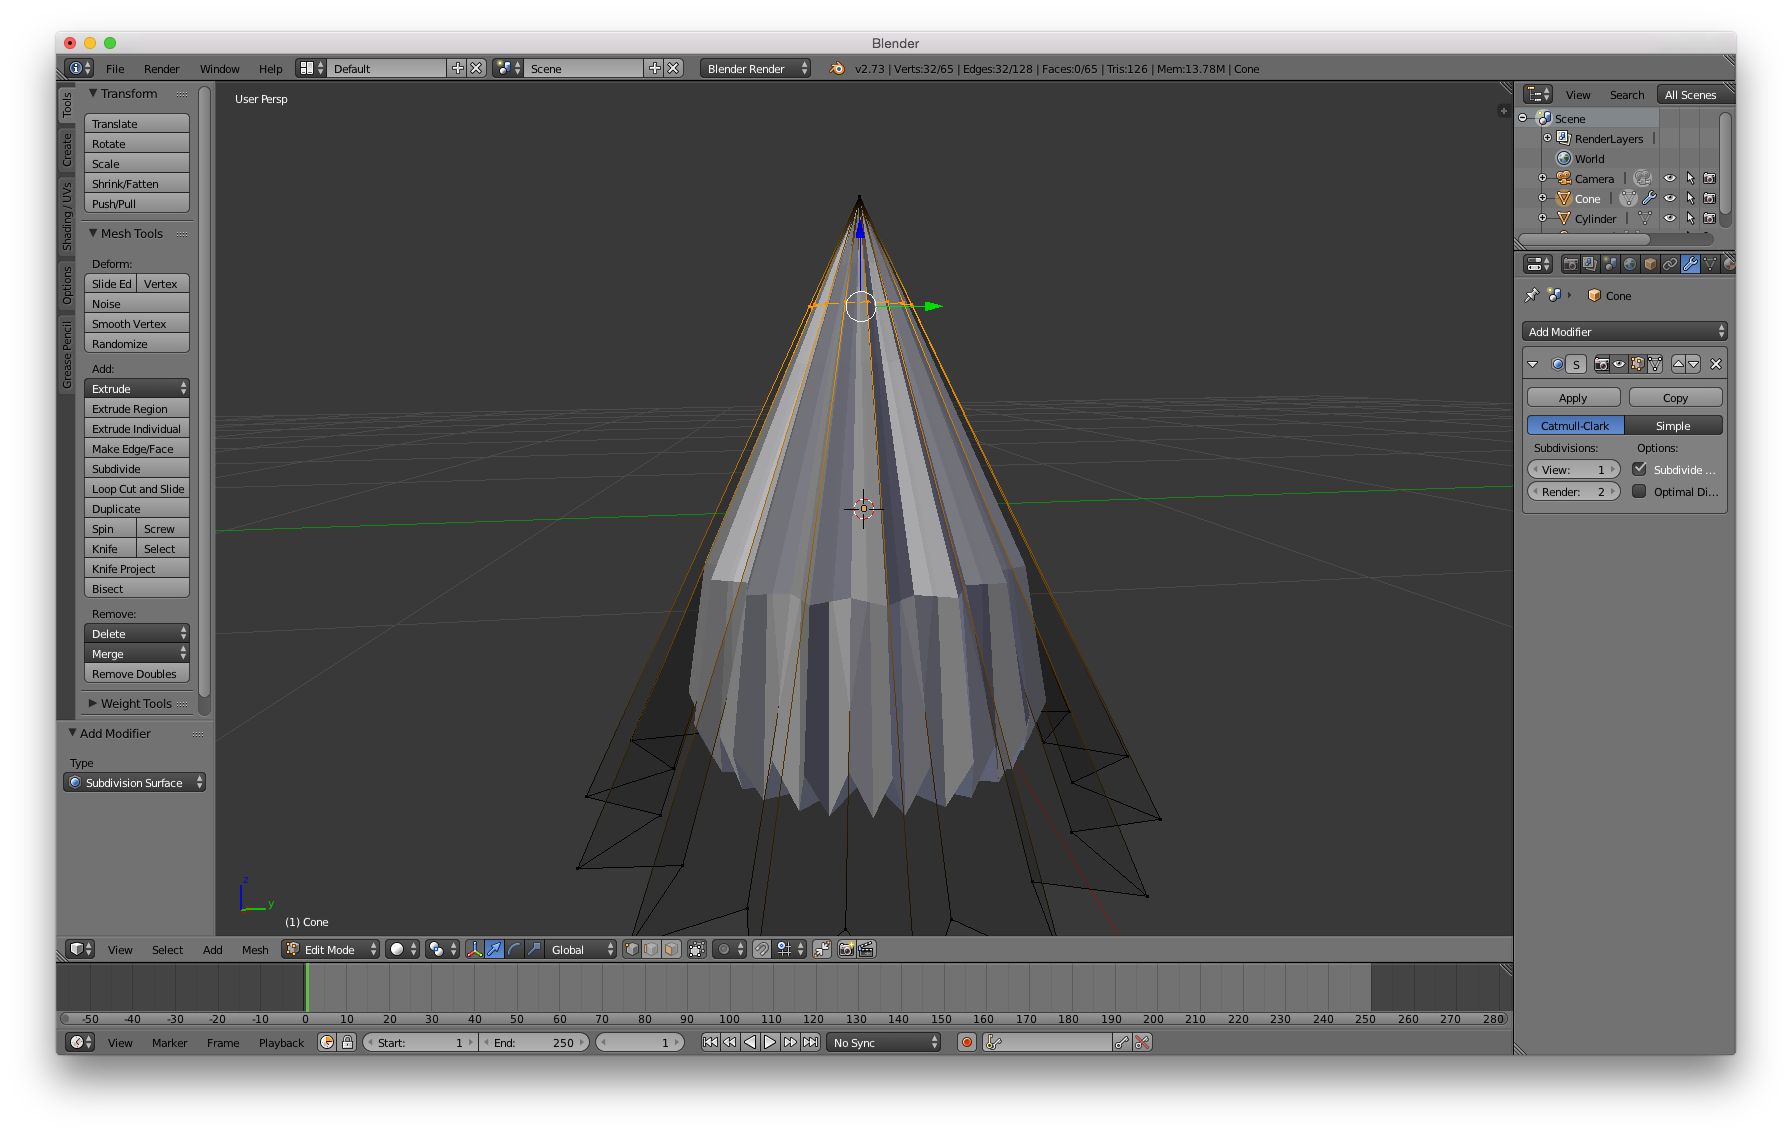 Blender
File Render Window Help Default Scene Blender Render v2.73 | Verts:32/65 | Edges:32/128 | Faces:0/65 | Tris:126 | Mem:13.78M | Cone
Tools
Create
Shading / UVs
Options
Grease Pencil
Transform
Translate
Rotate
Scale
Shrink/Fatten
Push/Pull
Mesh Tools
Deform:
Slide Ed Vertex
Noise
Smooth Vertex
Randomize
Add:
Extrude
Extrude Region
Extrude Individual
Make Edge/Face
Subdivide
Loop Cut and Slide
Duplicate
Spin Screw
Knife Select
Knife Project
Bisect
Remove:
Delete
Merge
Remove Doubles
Weight Tools
Add Modifier
Type
Subdivision Surface
User Persp
z
y
(1) Cone
View Select Add Mesh Edit Mode Global
-50 -40 -30 -20 -10 0 10 20 30 40 50 60 70 80 90 100 110 120 130 140 150 160 170 180 190 200 210 220 230 240 250 260 270 280
View Marker Frame Playback Start: 1 End: 250 1 No Sync
View Search All Scenes
Scene
RenderLayers |
World
Camera |
Cone |
Cylinder |
Cone
Add Modifier
S
Apply Copy
Catmull-Clark Simple
Subdivisions: Options:
View: 1 Subdivide ...
Render: 2 Optimal Di...